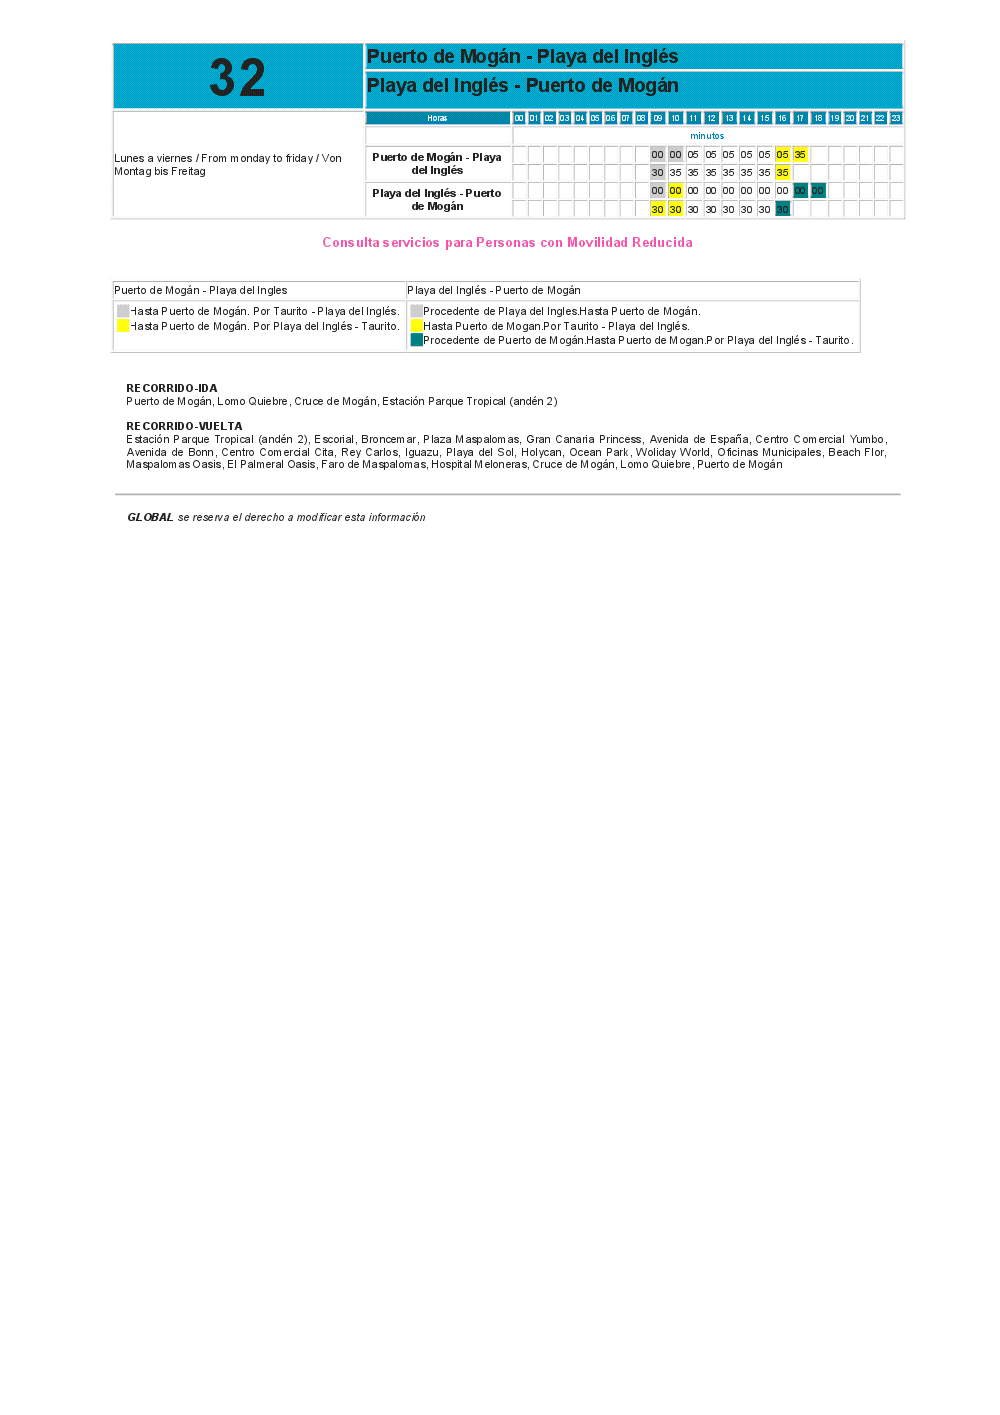 32
Puerto de Mogán - Playa del Inglés
Playa del Inglés - Puerto de Mogán
Horas 00 01 02 03 04 05 06 07 08 09 10 11 12 13 14 15 16 17 18 19 20 21 22 23
minutos
Lunes a viernes / From monday to friday / Von
Montag bis Freitag
Puerto de Mogán - Playa
del Inglés
00 00 05 05 05 05 05 05 35
30 35 35 35 35 35 35 35
Playa del Inglés - Puerto
de Mogán
00 00 00 00 00 00 00 00 00 00
30 30 30 30 30 30 30 30
Consulta servicios para Personas con Movilidad Reducida
Puerto de Mogán - Playa del Ingles
Hasta Puerto de Mogán. Por Taurito - Playa del Inglés.
Hasta Puerto de Mogán. Por Playa del Inglés - Taurito.
Playa del Inglés - Puerto de Mogán
Procedente de Playa del Ingles.Hasta Puerto de Mogán.
Hasta Puerto de Mogan.Por Taurito - Playa del Inglés.
Procedente de Puerto de Mogán.Hasta Puerto de Mogan.Por Playa del Inglés - Taurito.
RECORRIDO-IDA
Puerto de Mogán, Lomo Quiebre, Cruce de Mogán, Estación Parque Tropical (andén 2)
RECORRIDO-VUELTA
Estación Parque Tropical (andén 2), Escorial, Broncemar, Plaza Maspalomas, Gran Canaria Princess, Avenida de España, Centro Comercial Yumbo,
Avenida de Bonn, Centro Comercial Cita, Rey Carlos, Iguazu, Playa del Sol, Holycan, Ocean Park, Woliday World, Oficinas Municipales, Beach Flor,
Maspalomas Oasis, El Palmeral Oasis, Faro de Maspalomas, Hospital Meloneras, Cruce de Mogán, Lomo Quiebre, Puerto de Mogán
GLOBAL se reserva el derecho a modificar esta información